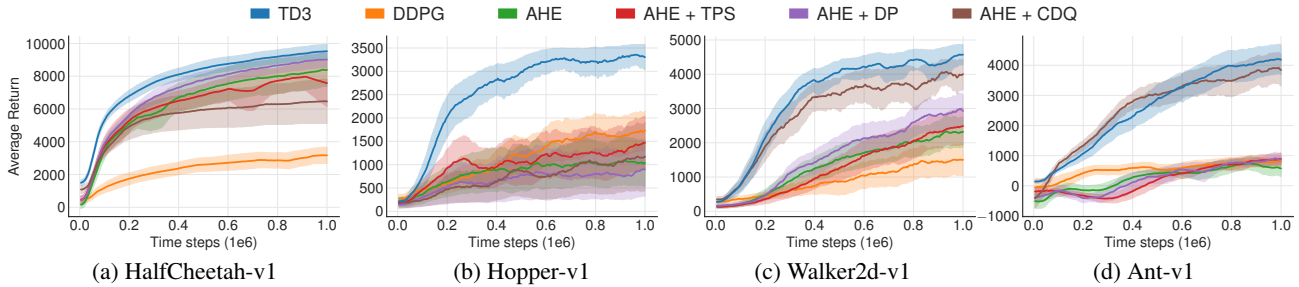 TD3 DDPG AHE AHE + TPS AHE + DP AHE + CDQ
Average Return
10000
8000
6000
4000
2000
0
0.0 0.2 0.4 0.6 0.8 1.0
Time steps (1e6)
(a) HalfCheetah-v1
3500
3000
2500
2000
1500
1000
500
0
0.0 0.2 0.4 0.6 0.8 1.0
Time steps (1e6)
(b) Hopper-v1
5000
4000
3000
2000
1000
0
0.0 0.2 0.4 0.6 0.8 1.0
Time steps (1e6)
(c) Walker2d-v1
5000
4000
3000
2000
1000
0
−1000
0.0 0.2 0.4 0.6 0.8 1.0
Time steps (1e6)
(d) Ant-v1